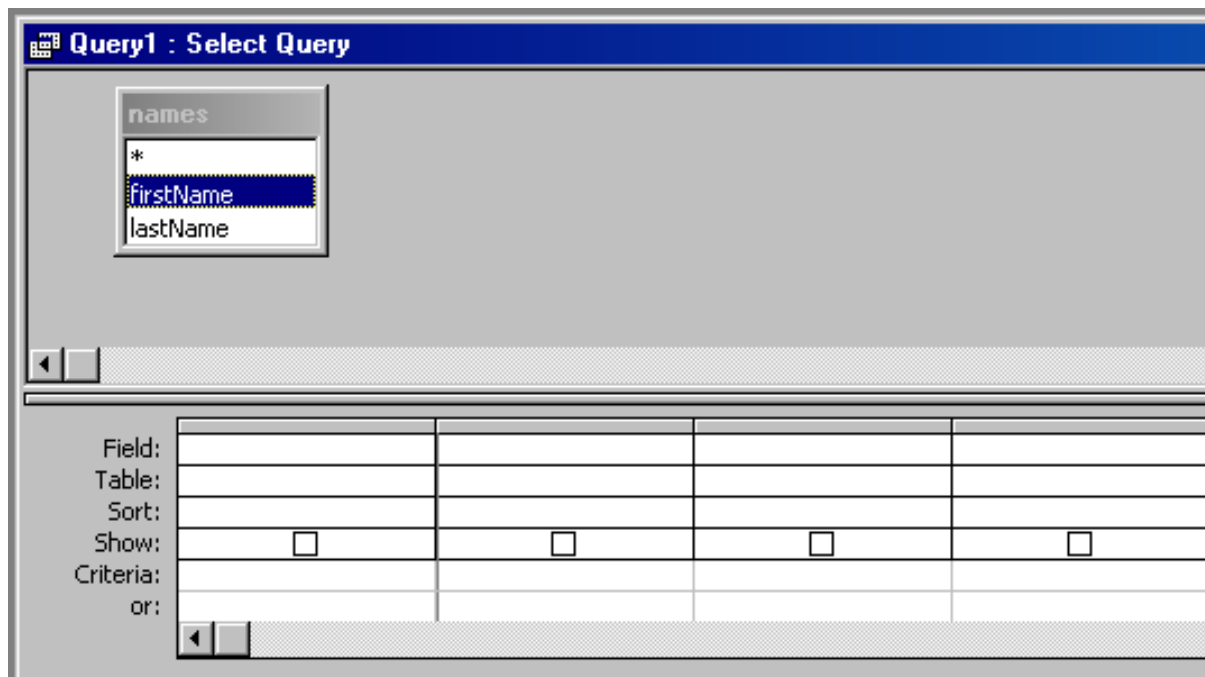 Query1 : Select Query
names
*
firstName
lastName
Field:
Table:
Sort:
Show:
Criteria:
or: